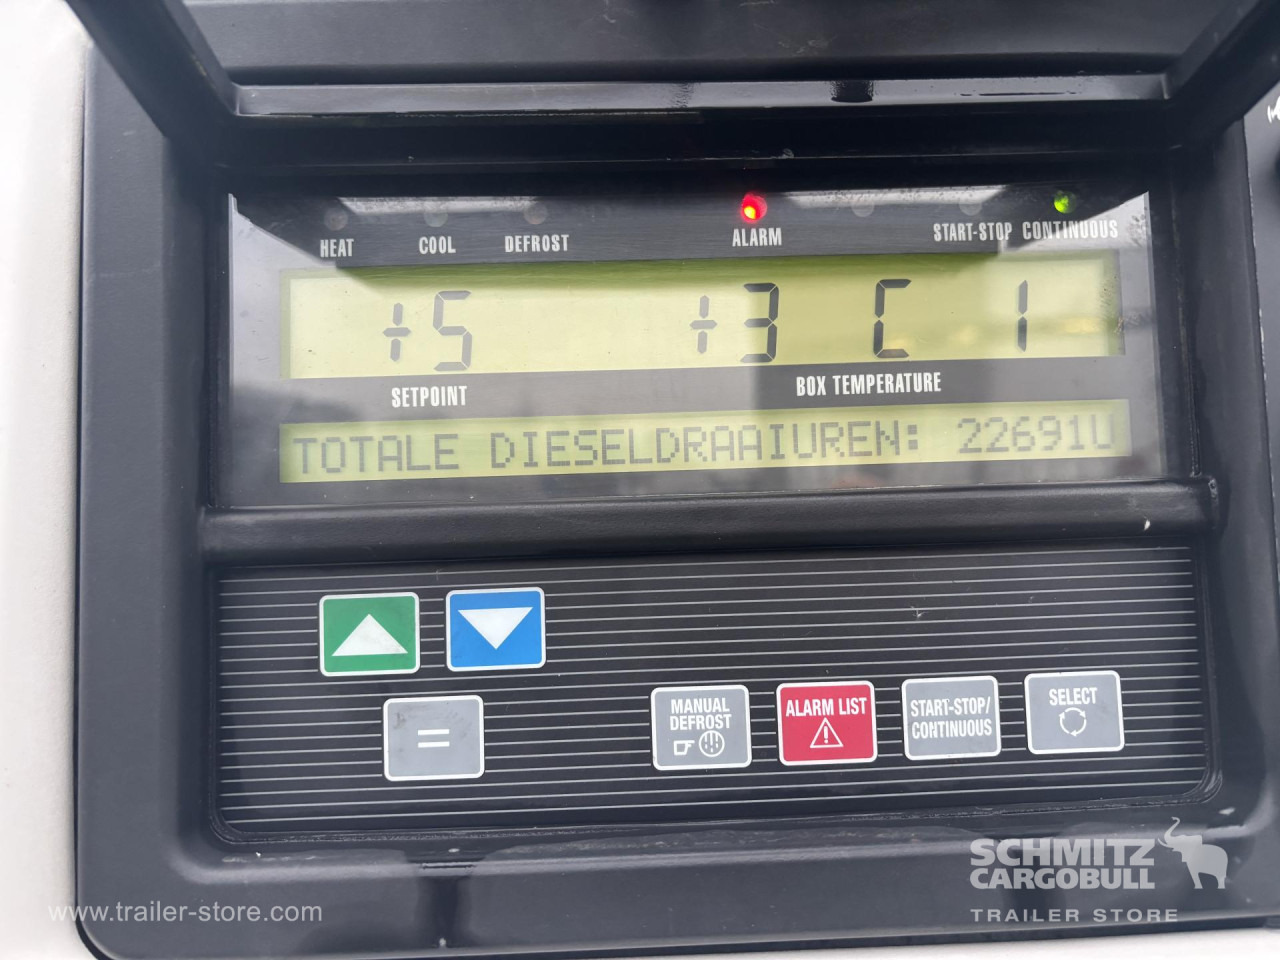 HEAT COOL DEFROST ALARM START-STOP CONTINUOUS
+5 +3 C 1
SETPOINT BOX TEMPERATURE
TOTALE DIESELDRAAIUREN: 22691U
MANUAL DEFROST
ALARM LIST
START-STOP/
CONTINUOUS
SELECT
=
SCHMITZ
CARGOBULL
TRAILER STORE
www.trailer-store.com